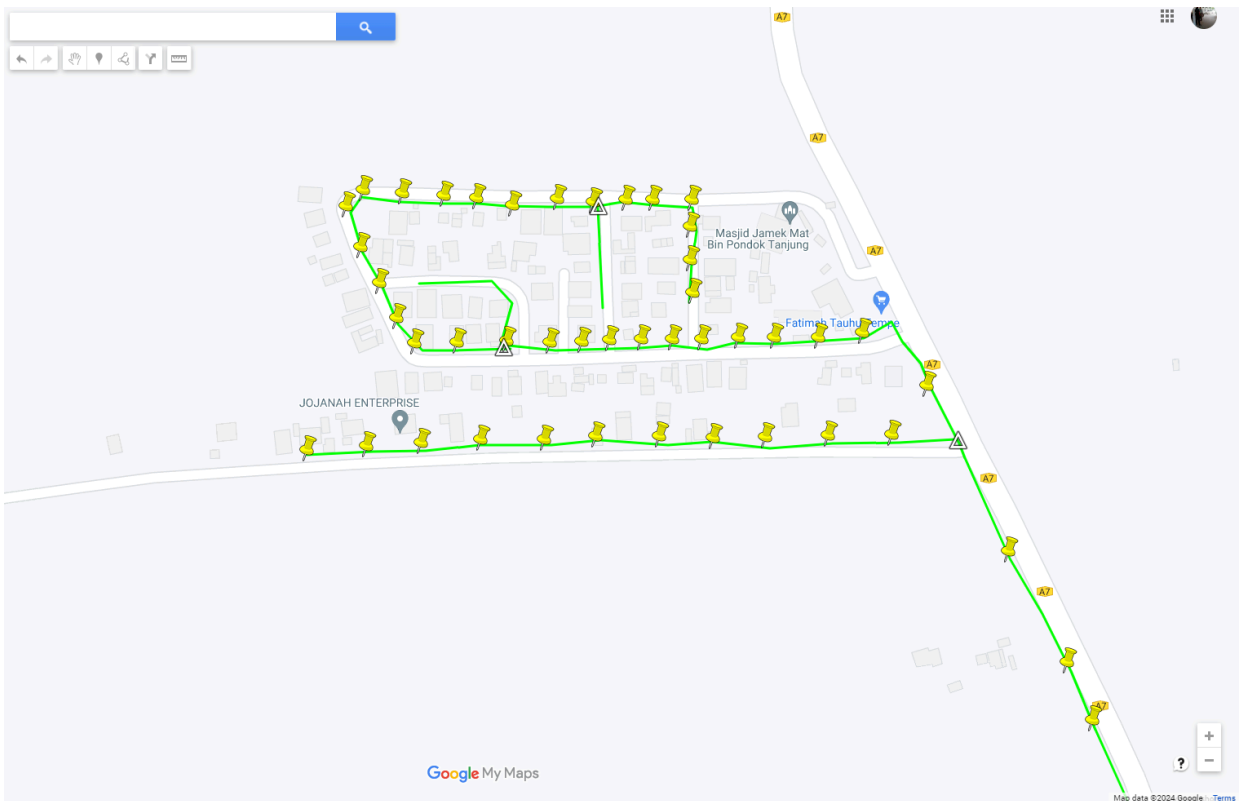 A7
A7
Masjid Jamek Mat
Bin Pondok Tanjung
A7
Fatimah Tauhu Tempe
A7
JOJANAH ENTERPRISE
A7
A7
A7
+
?
−
Google My Maps
Map data ©2024 Google
Terms